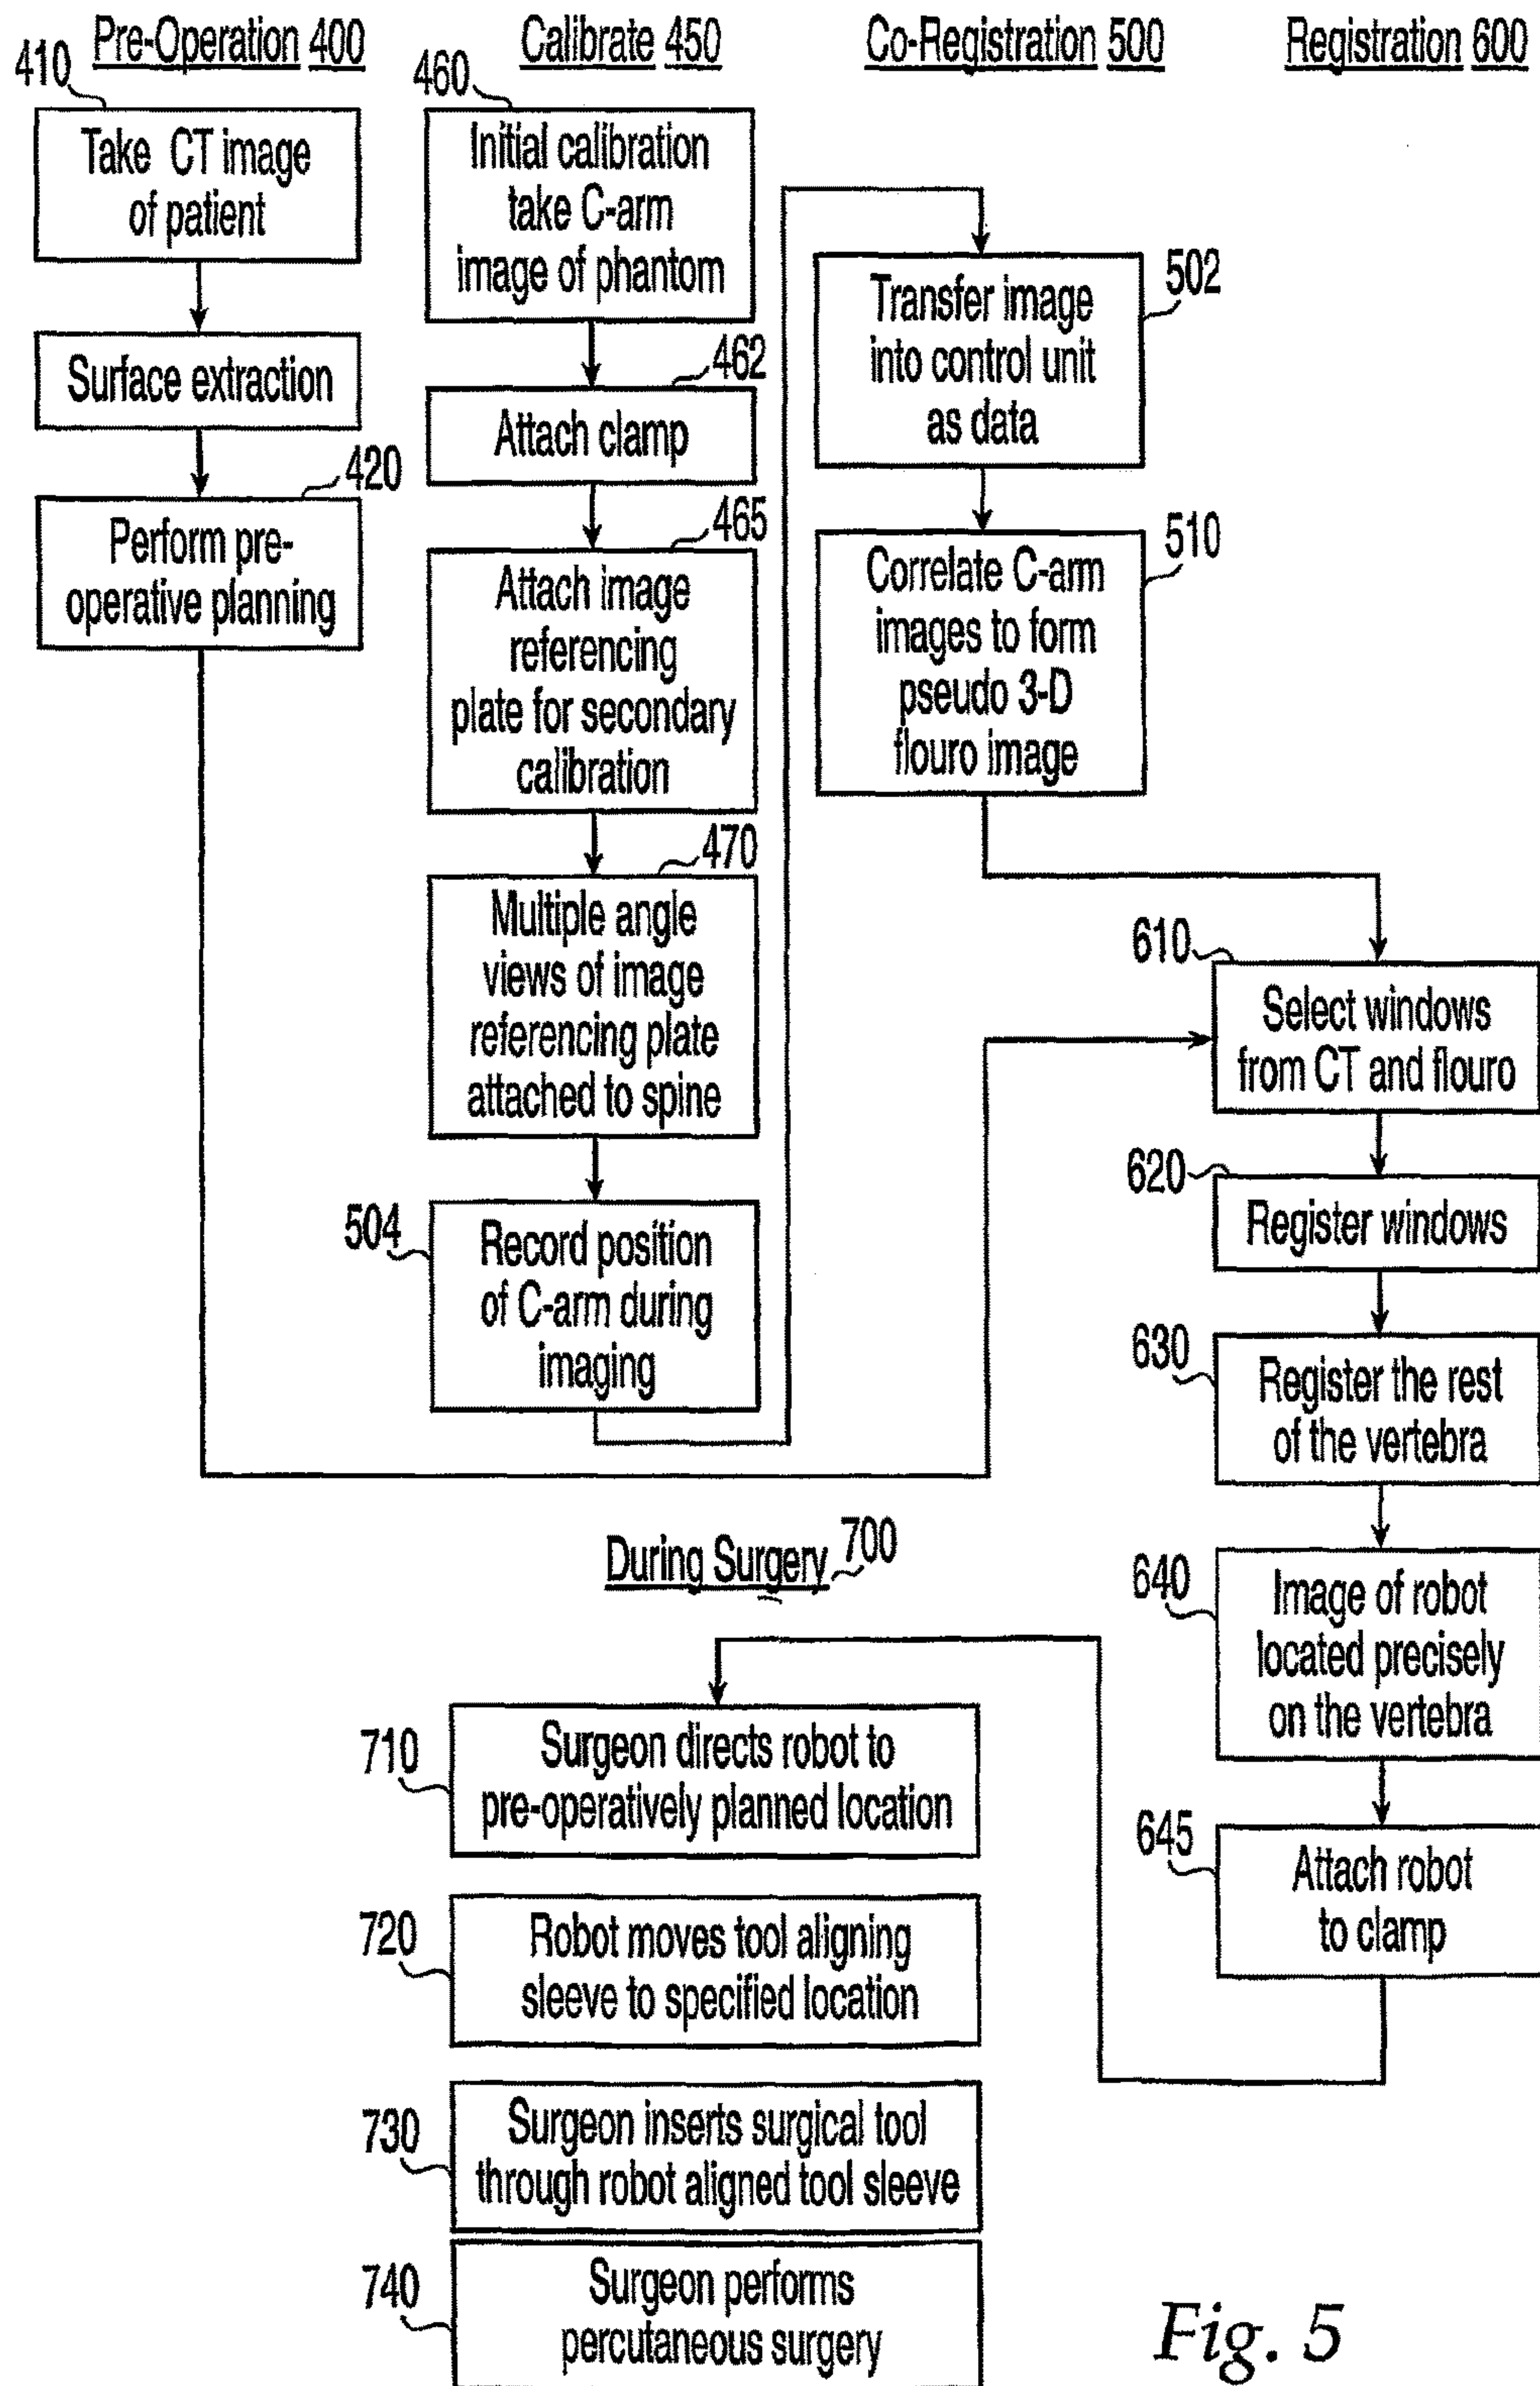 Pre-Operation 400
410
Take CT image
of patient
Surface extraction
420
Perform pre-
operative planning
Calibrate 450
460
Initial calibration
take C-arm
image of phantom
462
Attach clamp
465
Attach image
referencing
plate for secondary
calibration
470
Multiple angle
views of image
referencing plate
attached to spine
504
Record position
of C-arm during
imaging
Co-Registration 500
502
Transfer image
into control unit
as data
510
Correlate C-arm
images to form
pseudo 3-D
flouro image
Registration 600
610
Select windows
from CT and flouro
620
Register windows
630
Register the rest
of the vertebra
640
Image of robot
located precisely
on the vertebra
645
Attach robot
to clamp
During Surgery 700
710
Surgeon directs robot to
pre-operatively planned location
720
Robot moves tool aligning
sleeve to specified location
730
Surgeon inserts surgical tool
through robot aligned tool sleeve
740
Surgeon performs
percutaneous surgery
Fig. 5